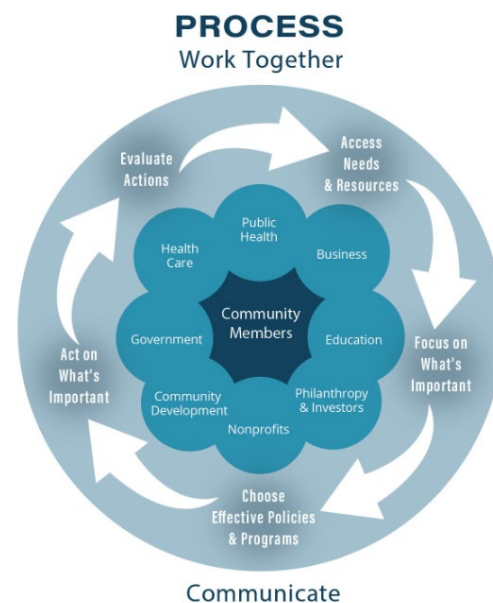 PROCESS
Work Together
Evaluate
Actions
Access
Needs
& Resources
Public
Health
Health
Care
Business
Community
Members
Government
Education
Focus on
What's
Important
Act on
What's
Important
Community
Development
Philanthropy
& Investors
Nonprofits
Choose
Effective Policies
& Programs
Communicate